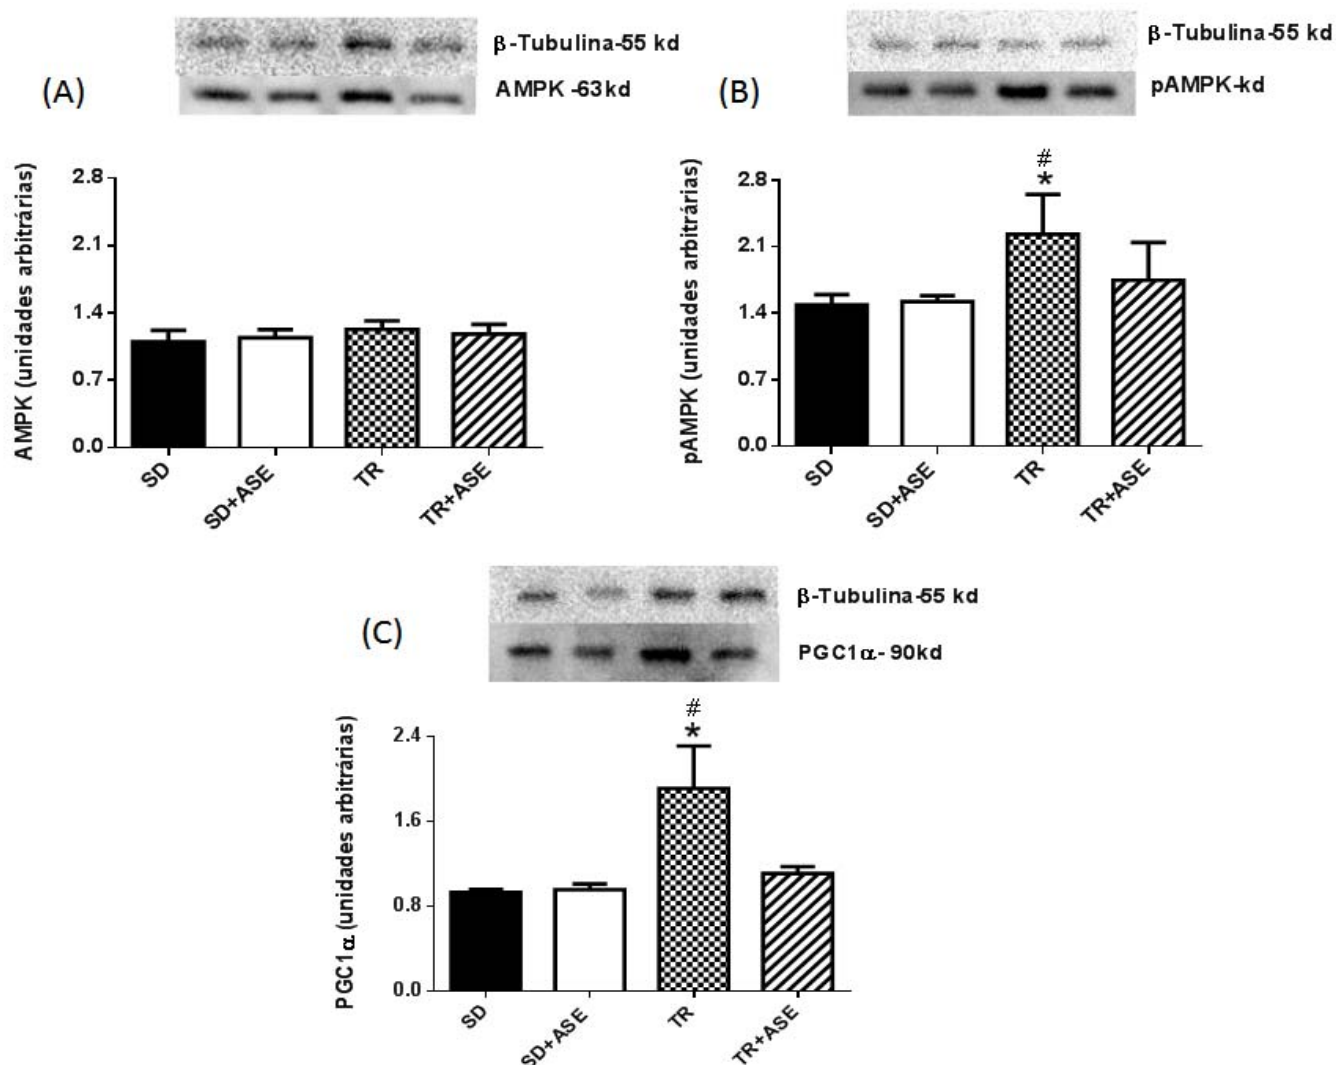 β-Tubulina-55 kd
(A)
AMPK -63kd
AMPK (unidades arbitrárias)
2.8
2.1
1.4
0.7
0.0
SD
SD+ASE
TR
TR+ASE
β-Tubulina-55 kd
(B)
pAMPK-kd
#
*
pAMPK (unidades arbitrárias)
2.8
2.1
1.4
0.7
0.0
SD
SD+ASE
TR
TR+ASE
β-Tubulina-55 kd
(C)
PGC1α- 90kd
#
*
PGC1α (unidades arbitrárias)
2.4
1.6
0.8
0.0
SD
SD+ASE
TR
TR+ASE